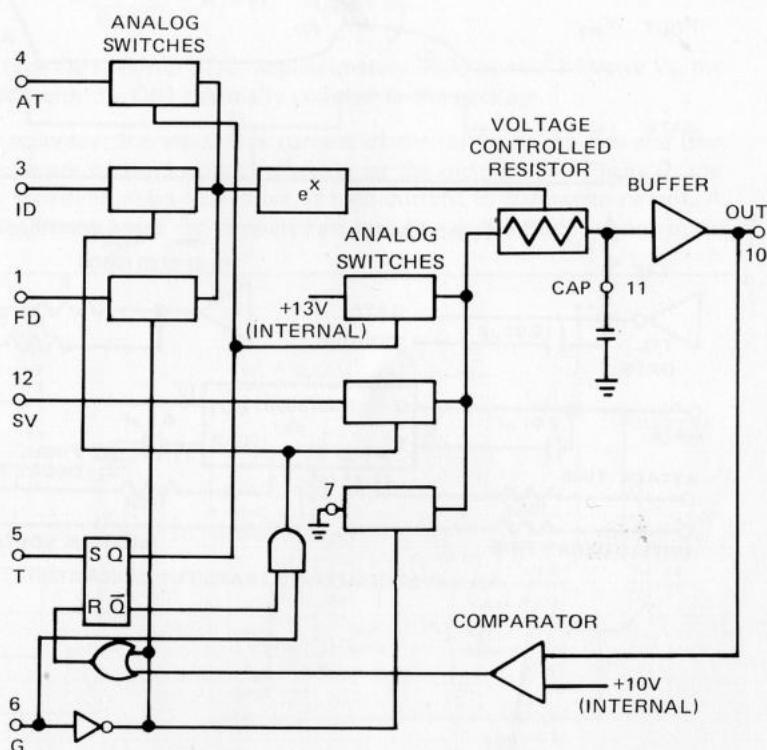 ANALOG
SWITCHES
4
AT
3
ID
e^x
1
FD
VOLTAGE
CONTROLLED
RESISTOR
BUFFER
OUT
10
ANALOG
SWITCHES
+13V
(INTERNAL)
CAP
11
12
SV
7
5
T
S Q
R Q̅
COMPARATOR
+10V
(INTERNAL)
6
G